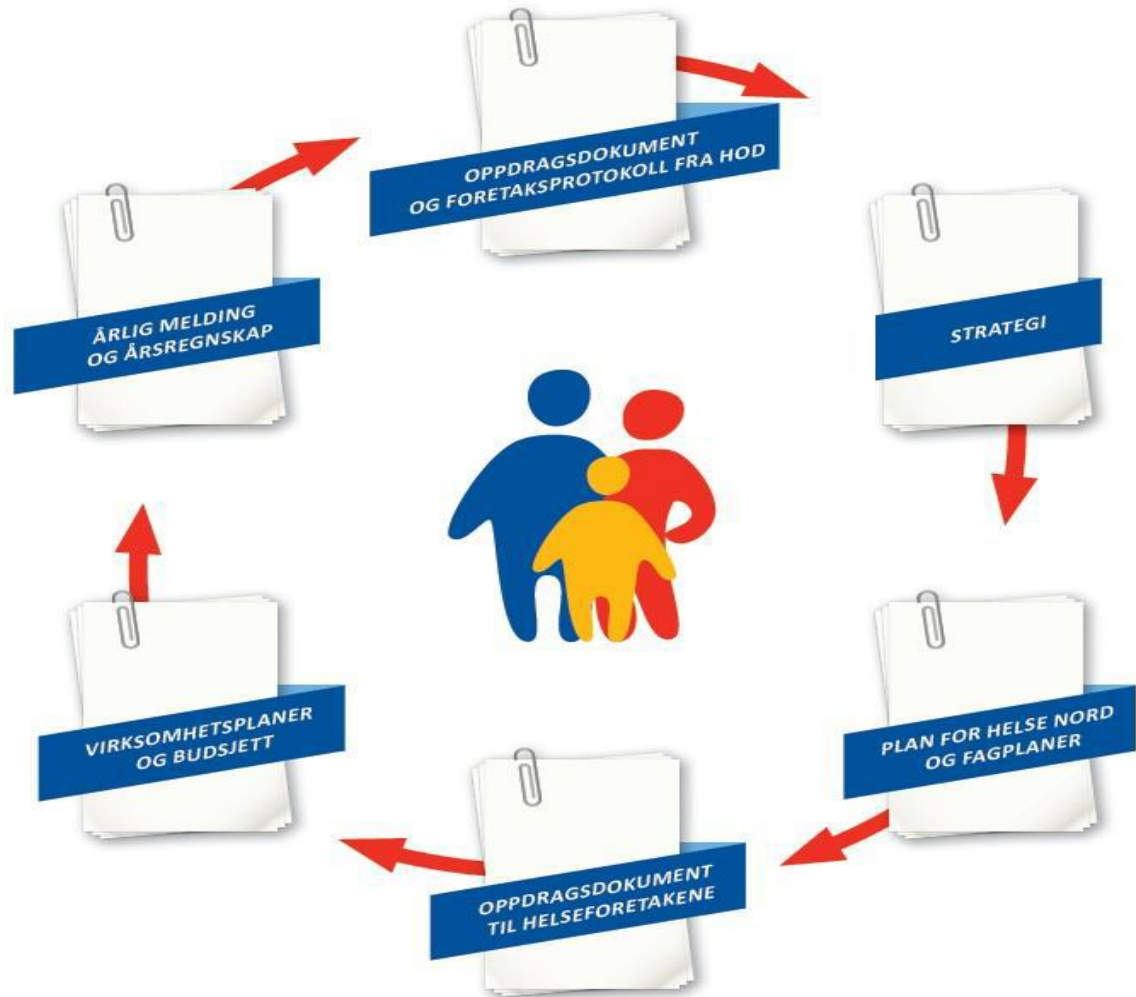 OPPDRAGSDOKUMENT
OG FORETAKSPROTOKOLL FRA HOD
STRATEGI
PLAN FOR HELSE NORD
OG FAGPLANER
OPPDRAGSDOKUMENT
TIL HELSEFORETAKENE
VIRKSOMHETSPLANER
OG BUDSJETT
ÅRLIG MELDING
OG ÅRSREGNSKAP